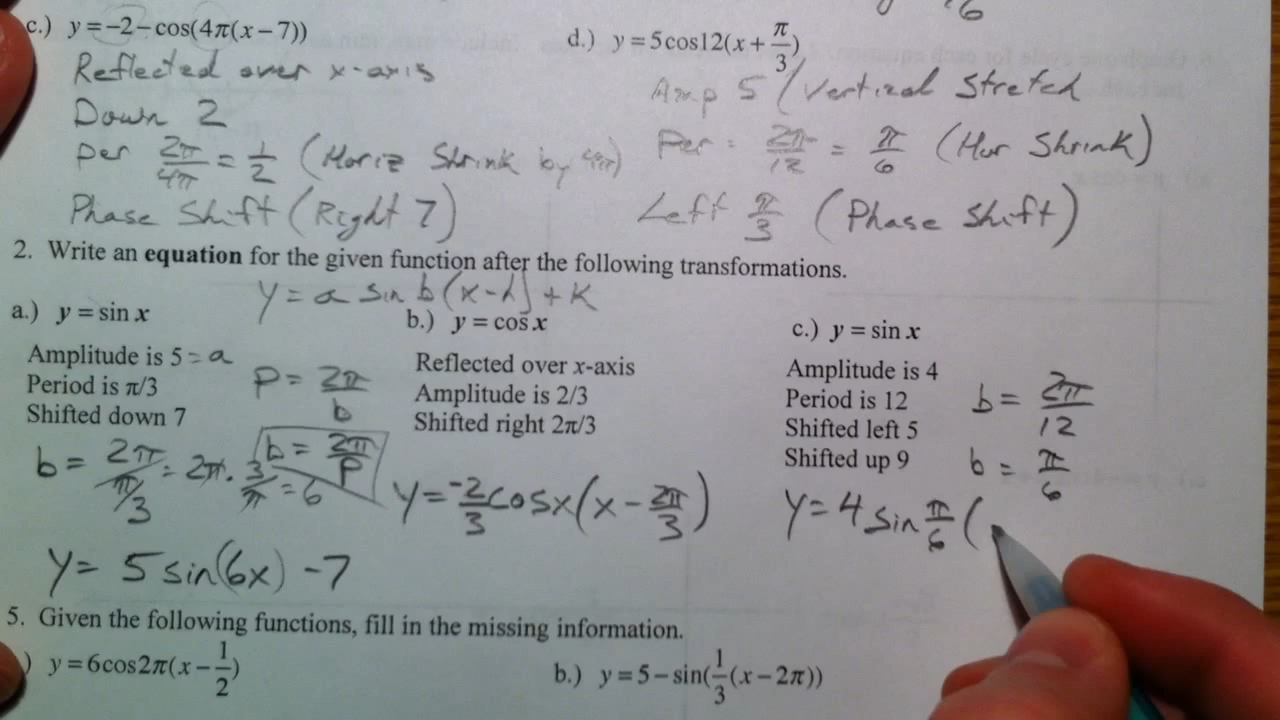 c.) y = -2 - cos(4π(x - 7))
Reflected over x-axis
Down 2
per 2π/4π = 1/2 (Horiz Shrink by 4π)
Phase Shift (Right 7)
d.) y = 5cos12(x + π/3)
Amp 5 / Vertical Stretch
Per = 2π/12 = π/6 (Hor Shrink)
Left π/3 (Phase Shift)
2. Write an equation for the given function after the following transformations.
y = a sin b(x-h) + k
a.) y = sin x
Amplitude is 5 = a
Period is π/3
Shifted down 7
P = 2π/b
b = 2π/P
b = 2π/π/3 = 2π · 3/π = 6
y = 5 sin(6x) - 7
b.) y = cos x
Reflected over x-axis
Amplitude is 2/3
Shifted right 2π/3
y = -2/3 cosx(x - 2π/3)
c.) y = sin x
Amplitude is 4
Period is 12
Shifted left 5
Shifted up 9
b = 2π/12
b = π/6
y = 4 sin π/6 (
5. Given the following functions, fill in the missing information.
) y = 6cos2π(x - 1/2)
b.) y = 5 - sin(1/3(x - 2π))